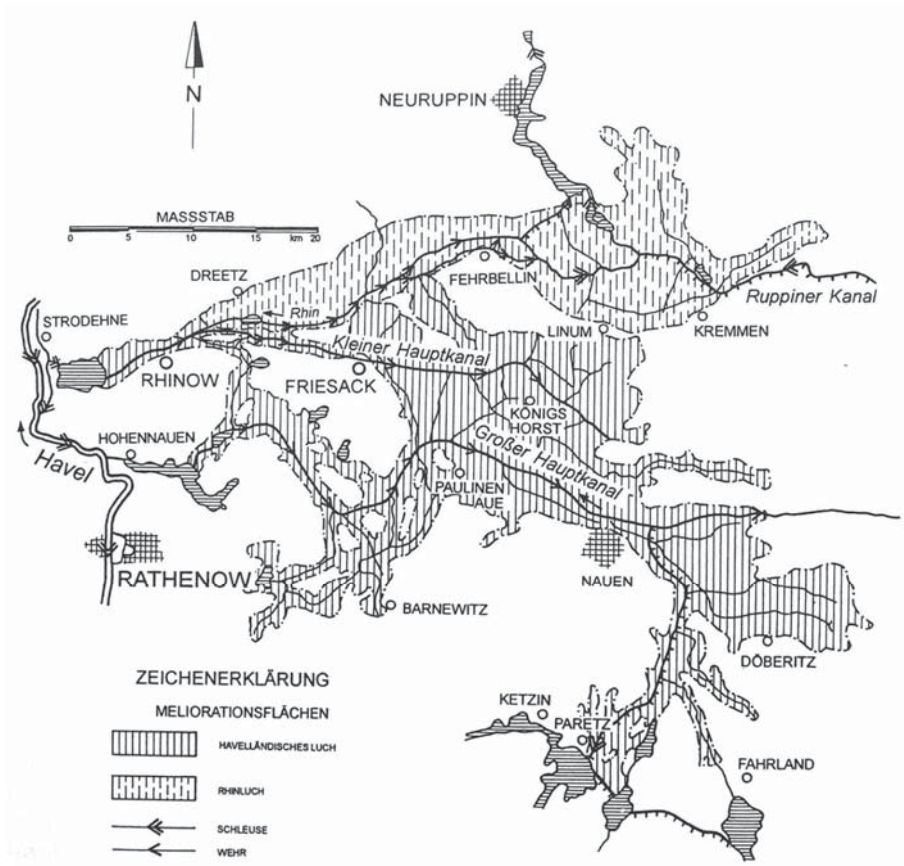 N
NEURUPPIN
MASSSTAB
0 5 10 15 km 20
DREETZ
FEHRBELLIN
Ruppiner Kanal
STRODEHNE
Rhin
LINUM
KREMMEN
Kleiner Hauptkanal
RHINOW
FRIESACK
KÖNIGS
HORST
HOHENNAUEN
Großer Hauptkanal
Havel
PAULINEN
AUE
RATHENOW
NAUEN
BARNEWITZ
DÖBERITZ
ZEICHENERKLÄRUNG
MELIORATIONSFLÄCHEN
KETZIN
PARETZ
HAVELLÄNDISCHES LUCH
FAHRLAND
RHINLUCH
SCHLEUSE
WEHR